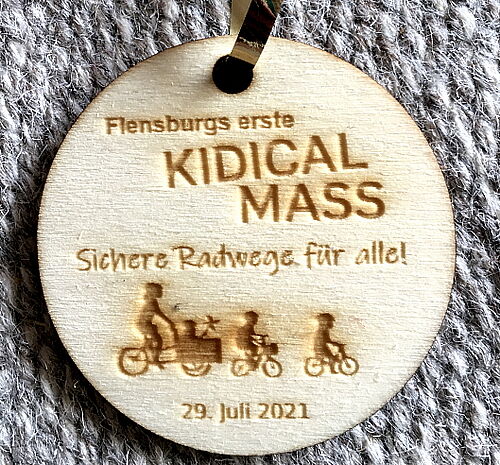 Flensburgs erste
KIDICAL
MASS
Sichere Radwege für alle!
29. Juli 2021